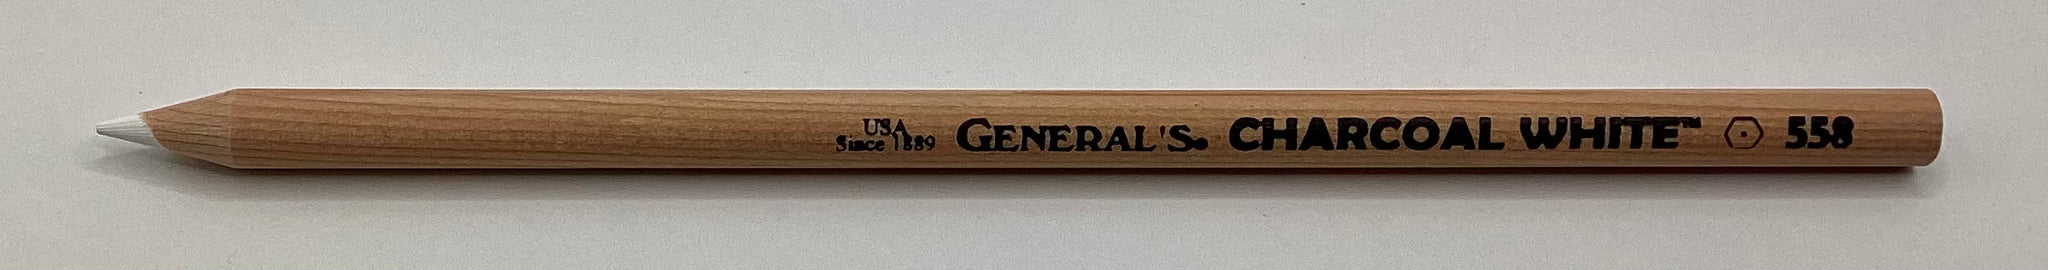 USA
Since 1889
GENERAL'S® CHARCOAL WHITE™ 558